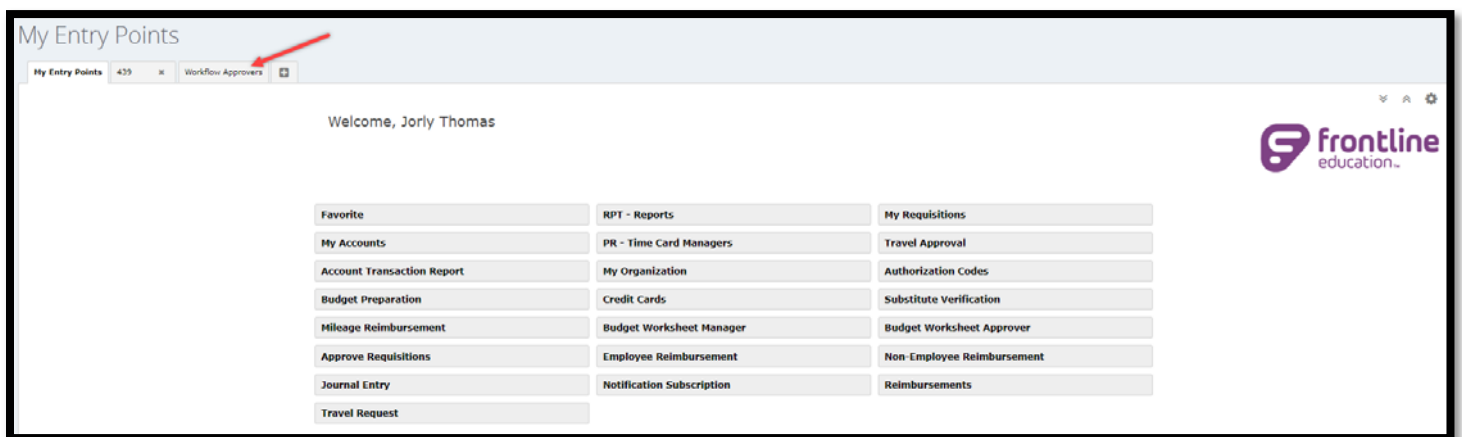 My Entry Points
My Entry Points 439 × Workflow Approvers
Welcome, Jorly Thomas
frontline
education™
Favorite RPT - Reports My Requisitions
My Accounts PR - Time Card Managers Travel Approval
Account Transaction Report My Organization Authorization Codes
Budget Preparation Credit Cards Substitute Verification
Mileage Reimbursement Budget Worksheet Manager Budget Worksheet Approver
Approve Requisitions Employee Reimbursement Non-Employee Reimbursement
Journal Entry Notification Subscription Reimbursements
Travel Request